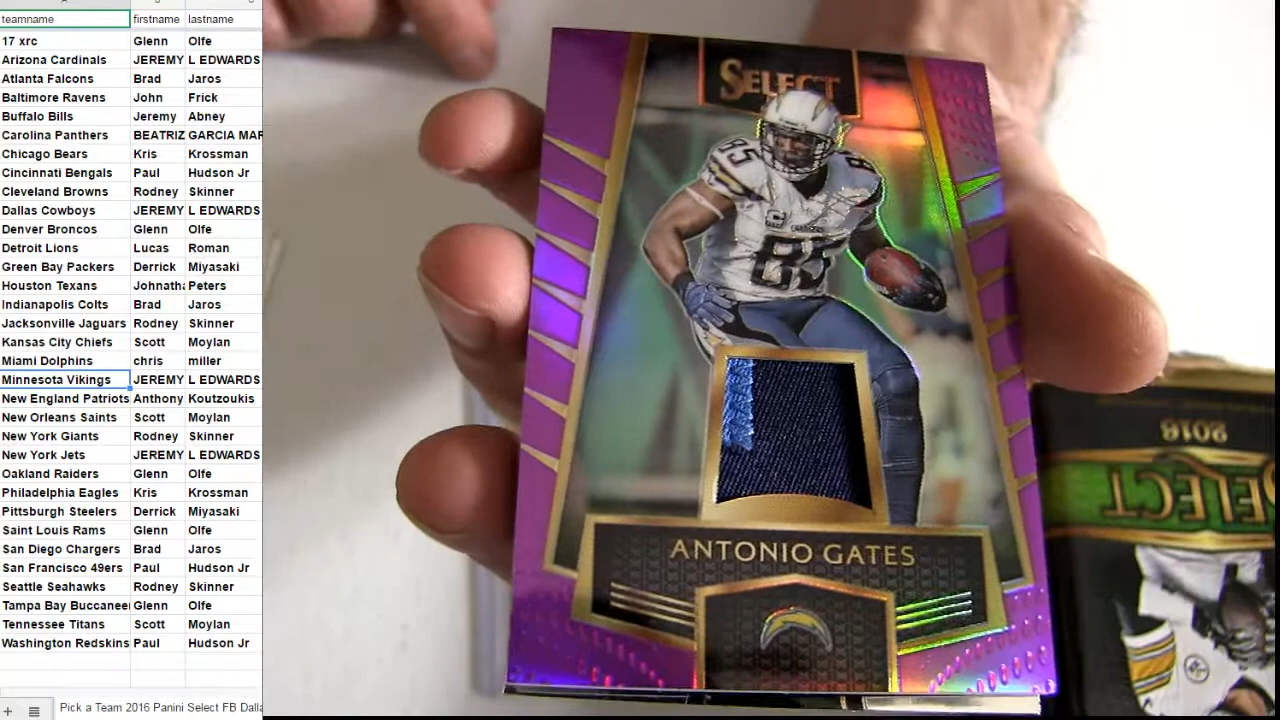 teamname firstname lastname
17 xrc Glenn Olfe
Arizona Cardinals JEREMY L EDWARDS
Atlanta Falcons Brad Jaros
Baltimore Ravens John Frick
Buffalo Bills Jeremy Abney
Carolina Panthers BEATRIZ GARCIA MAR
Chicago Bears Kris Krossman
Cincinnati Bengals Paul Hudson Jr
Cleveland Browns Rodney Skinner
Dallas Cowboys JEREMY L EDWARDS
Denver Broncos Glenn Olfe
Detroit Lions Lucas Roman
Green Bay Packers Derrick Miyasaki
Houston Texans Johnatha Peters
Indianapolis Colts Brad Jaros
Jacksonville Jaguars Rodney Skinner
Kansas City Chiefs Scott Moylan
Miami Dolphins chris miller
Minnesota Vikings JEREMY L EDWARDS
New England Patriots Anthony Koutzoukis
New Orleans Saints Scott Moylan
New York Giants Rodney Skinner
New York Jets JEREMY L EDWARDS
Oakland Raiders Glenn Olfe
Philadelphia Eagles Kris Krossman
Pittsburgh Steelers Derrick Miyasaki
Saint Louis Rams Glenn Olfe
San Diego Chargers Brad Jaros
San Francisco 49ers Paul Hudson Jr
Seattle Seahawks Rodney Skinner
Tampa Bay Buccaneer Glenn Olfe
Tennessee Titans Scott Moylan
Washington Redskins Paul Hudson Jr
Pick a Team 2016 Panini Select FB Dalla
SELECT
85
85
85
ANTONIO GATES
2016
SELECT